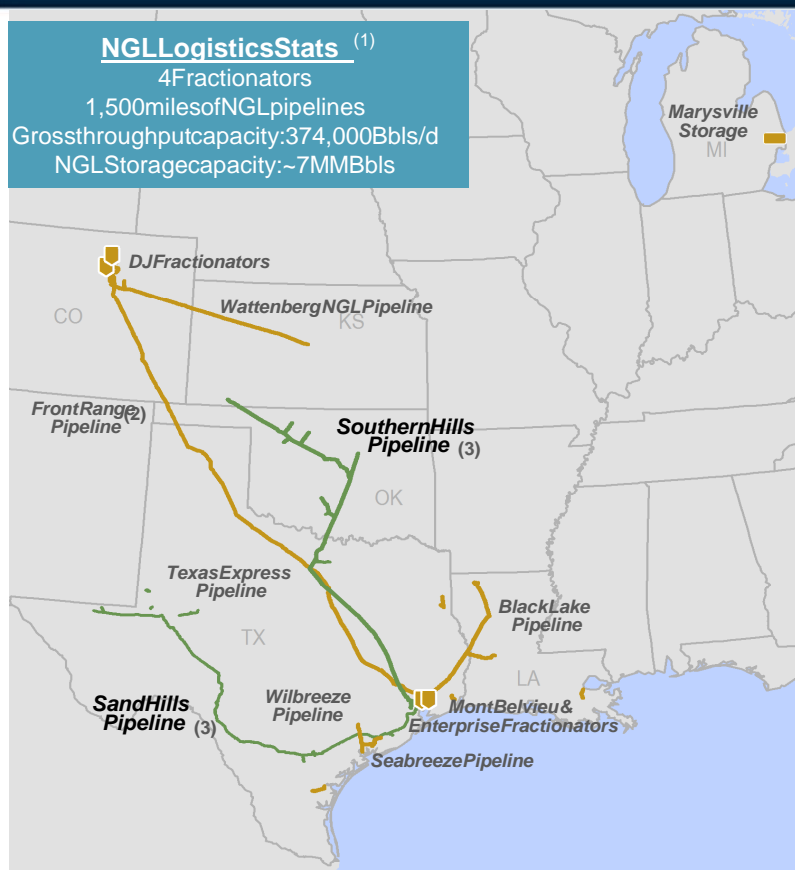 NGLLogisticsStats (1)
4Fractionators
1,500milesofNGLpipelines
Grossthroughputcapacity:374,000Bbls/d
NGLStoragecapacity:~7MMBbls
Marysville
Storage
MI
DJFractionators
WattenbergNGLPipeline
KS
CO
FrontRange(2)
Pipeline
SouthernHills
Pipeline (3)
OK
TexasExpress
Pipeline
BlackLake
Pipeline
TX
LA
SandHills
Pipeline (3)
Wilbreeze
Pipeline
MontBelvieu&
EnterpriseFractionators
SeabreezePipeline